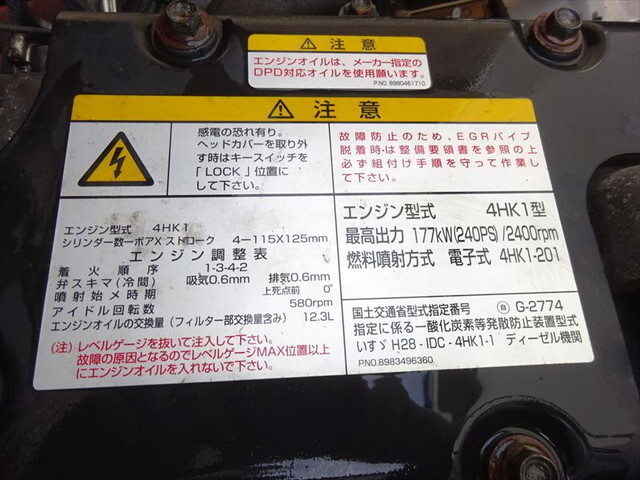 注意
エンジンオイルは、メーカー指定の
DPD対応オイルを使用願います。
P.NO. 8980461710
注意
感電の恐れ有り。
ヘッドカバーを取り外
す時はキースイッチを
「LOCK」位置に
して下さい。
故障防止のため、EGRパイプ
脱着時は整備要領書を参照の上
必ず組付け手順を守って作業し
て下さい。
エンジン型式 4HK1
シリンダー数ーボアXストローク 4-115X125mm
エンジン調整表
着火順序 1-3-4-2
弁スキマ(冷間) 吸気0.6mm 排気0.6mm
噴射始メ時期 上死点前 0°
アイドル回転数 580rpm
エンジンオイルの交換量(フィルター部交換量含み) 12.3L
(注)レベルゲージを抜いて注入して下さい。
故障の原因となるのでレベルゲージMAX位置以上
にエンジンオイルを入れないで下さい。
エンジン型式 4HK1型
最高出力 177kW(240PS)/2400rpm
燃料噴射方式 電子式 4HK1-201
国土交通省型式指定番号 自 G-2774
指定に係る一酸化炭素等発散防止装置型式
いすゞ H28-IDC-4HK1-1 ディーゼル機関
P.NO. 8983496360